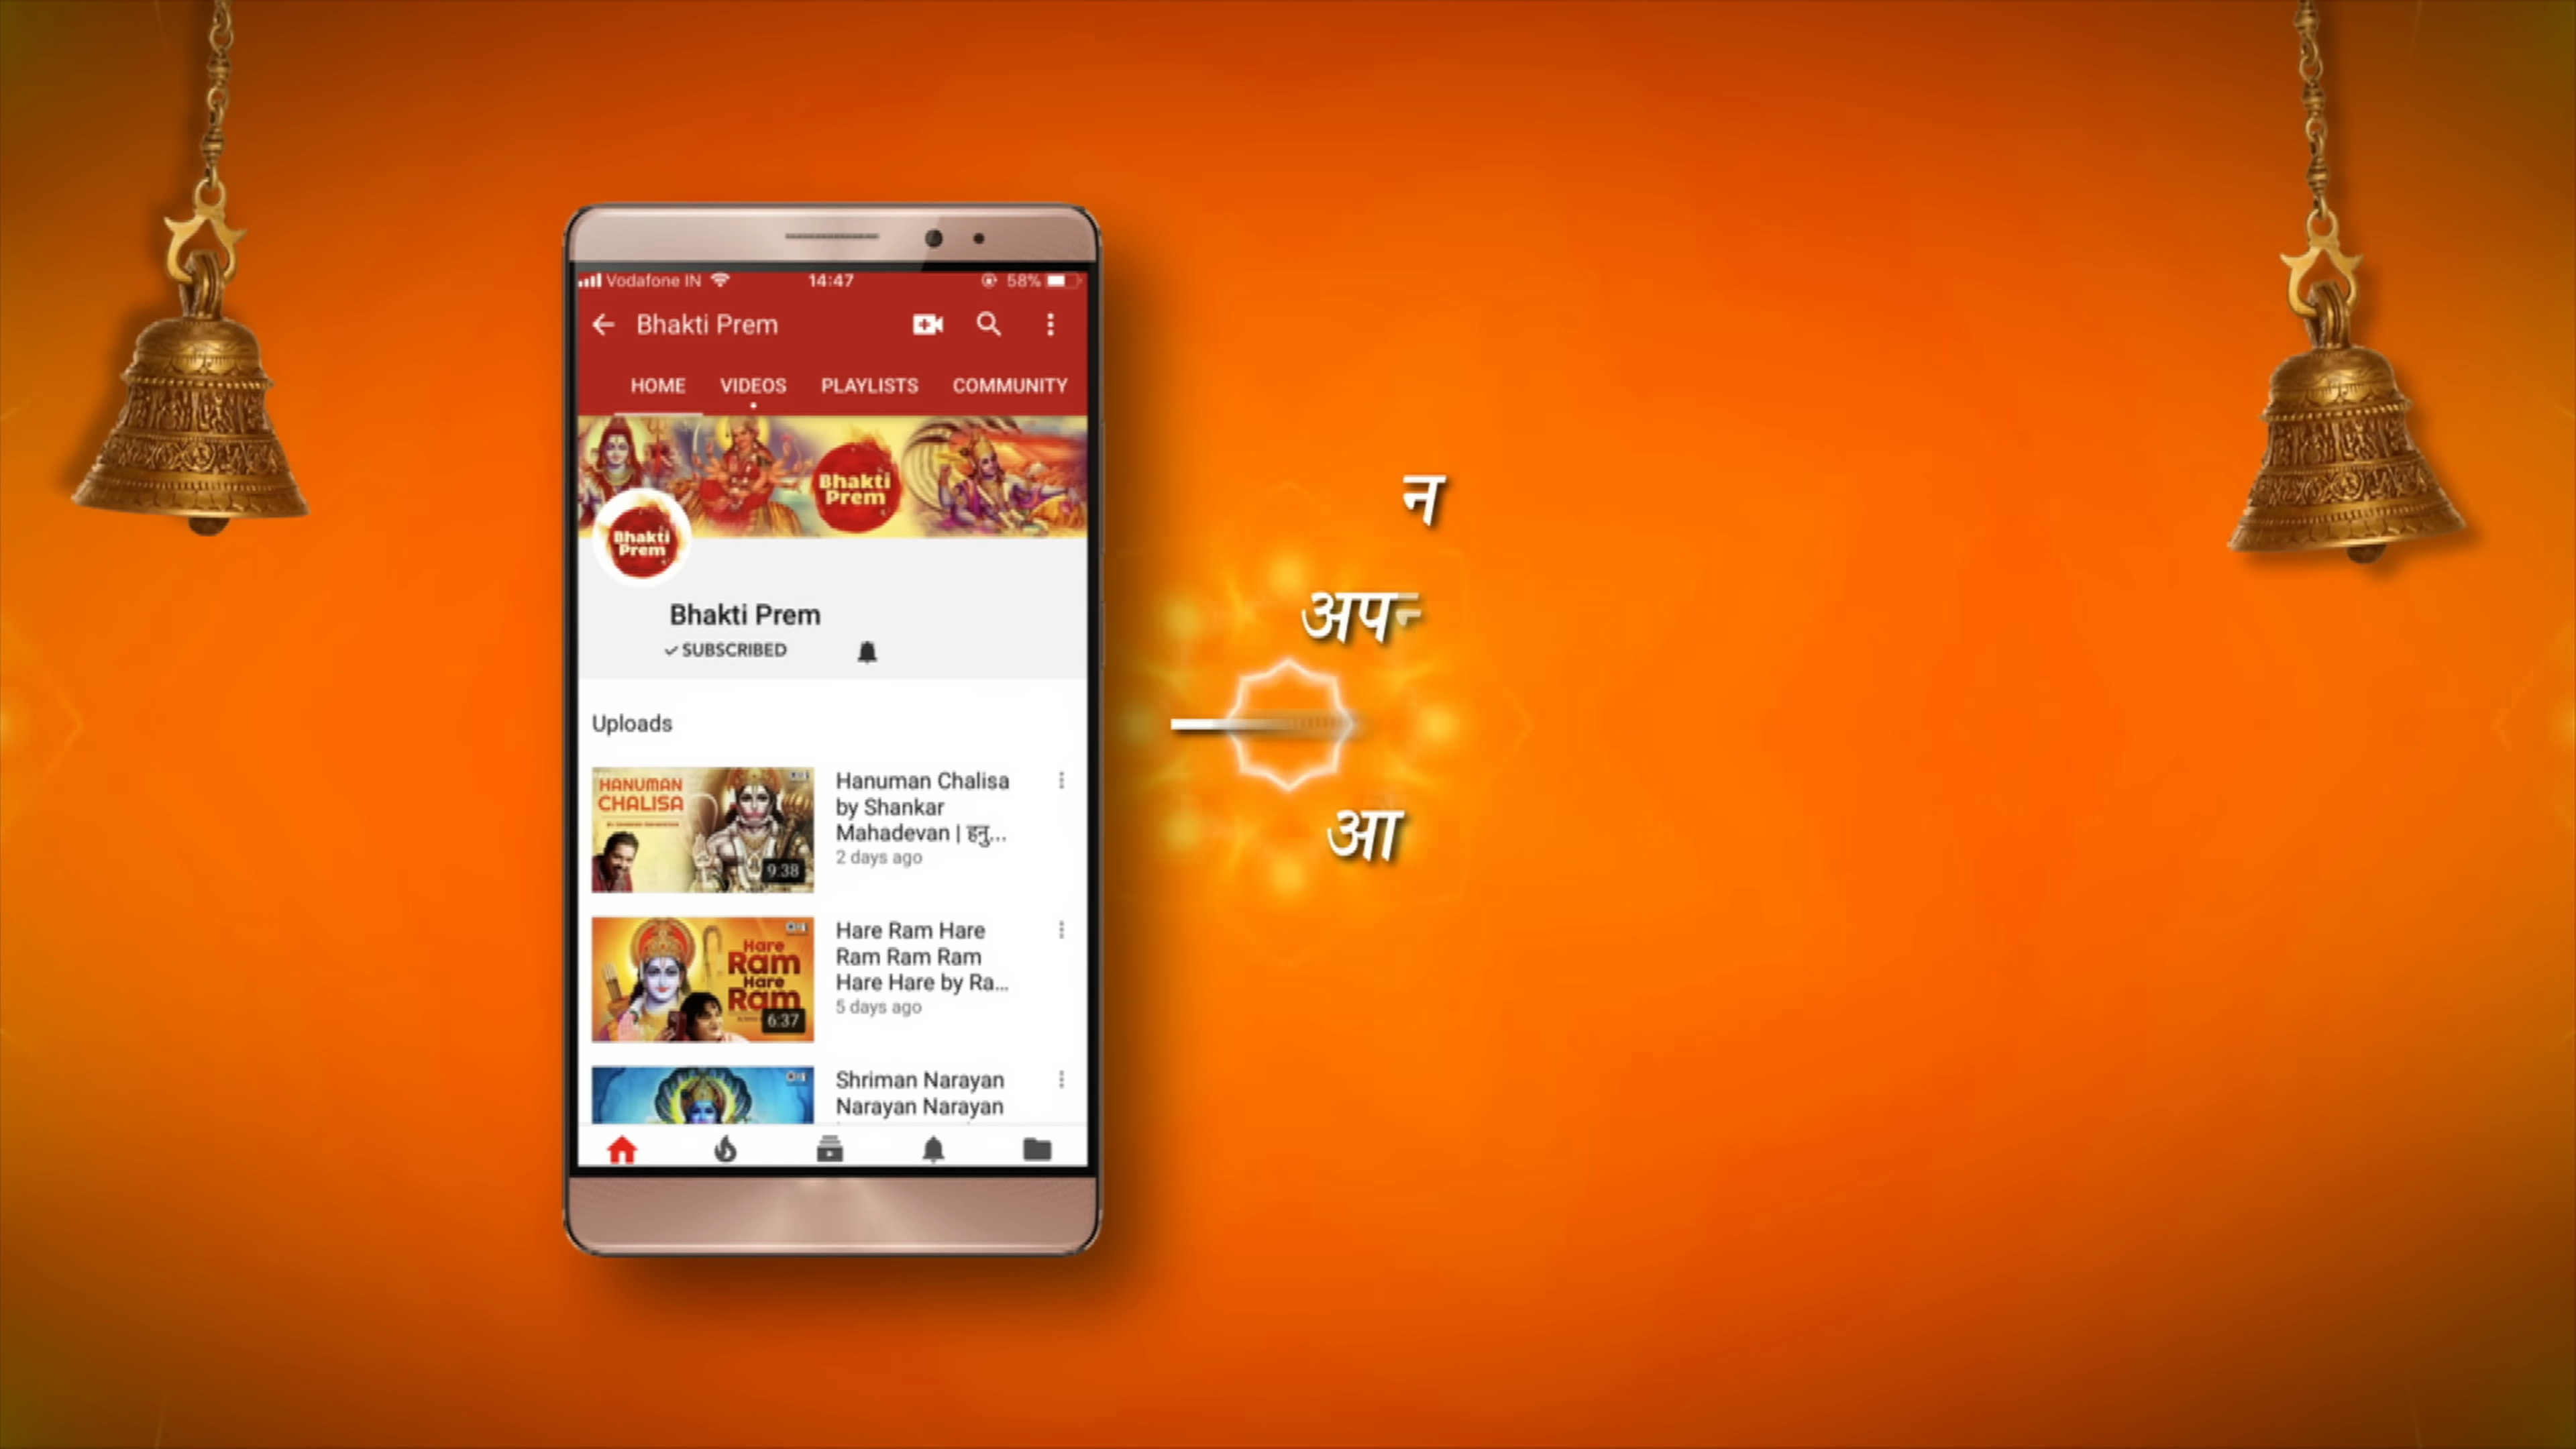 Vodafone IN 14:47 58%
Bhakti Prem
HOME VIDEOS PLAYLISTS COMMUNITY
Bhakti
Prem
Bhakti
Prem
Bhakti Prem
SUBSCRIBED
Uploads
HANUMAN
CHALISA
9:38
Hanuman Chalisa
by Shankar
Mahadevan | हनु...
2 days ago
Hare
Ram
Hare
Ram
6:37
Hare Ram Hare
Ram Ram Ram
Hare Hare by Ra...
5 days ago
Shriman Narayan
Narayan Narayan
न
अप
आ